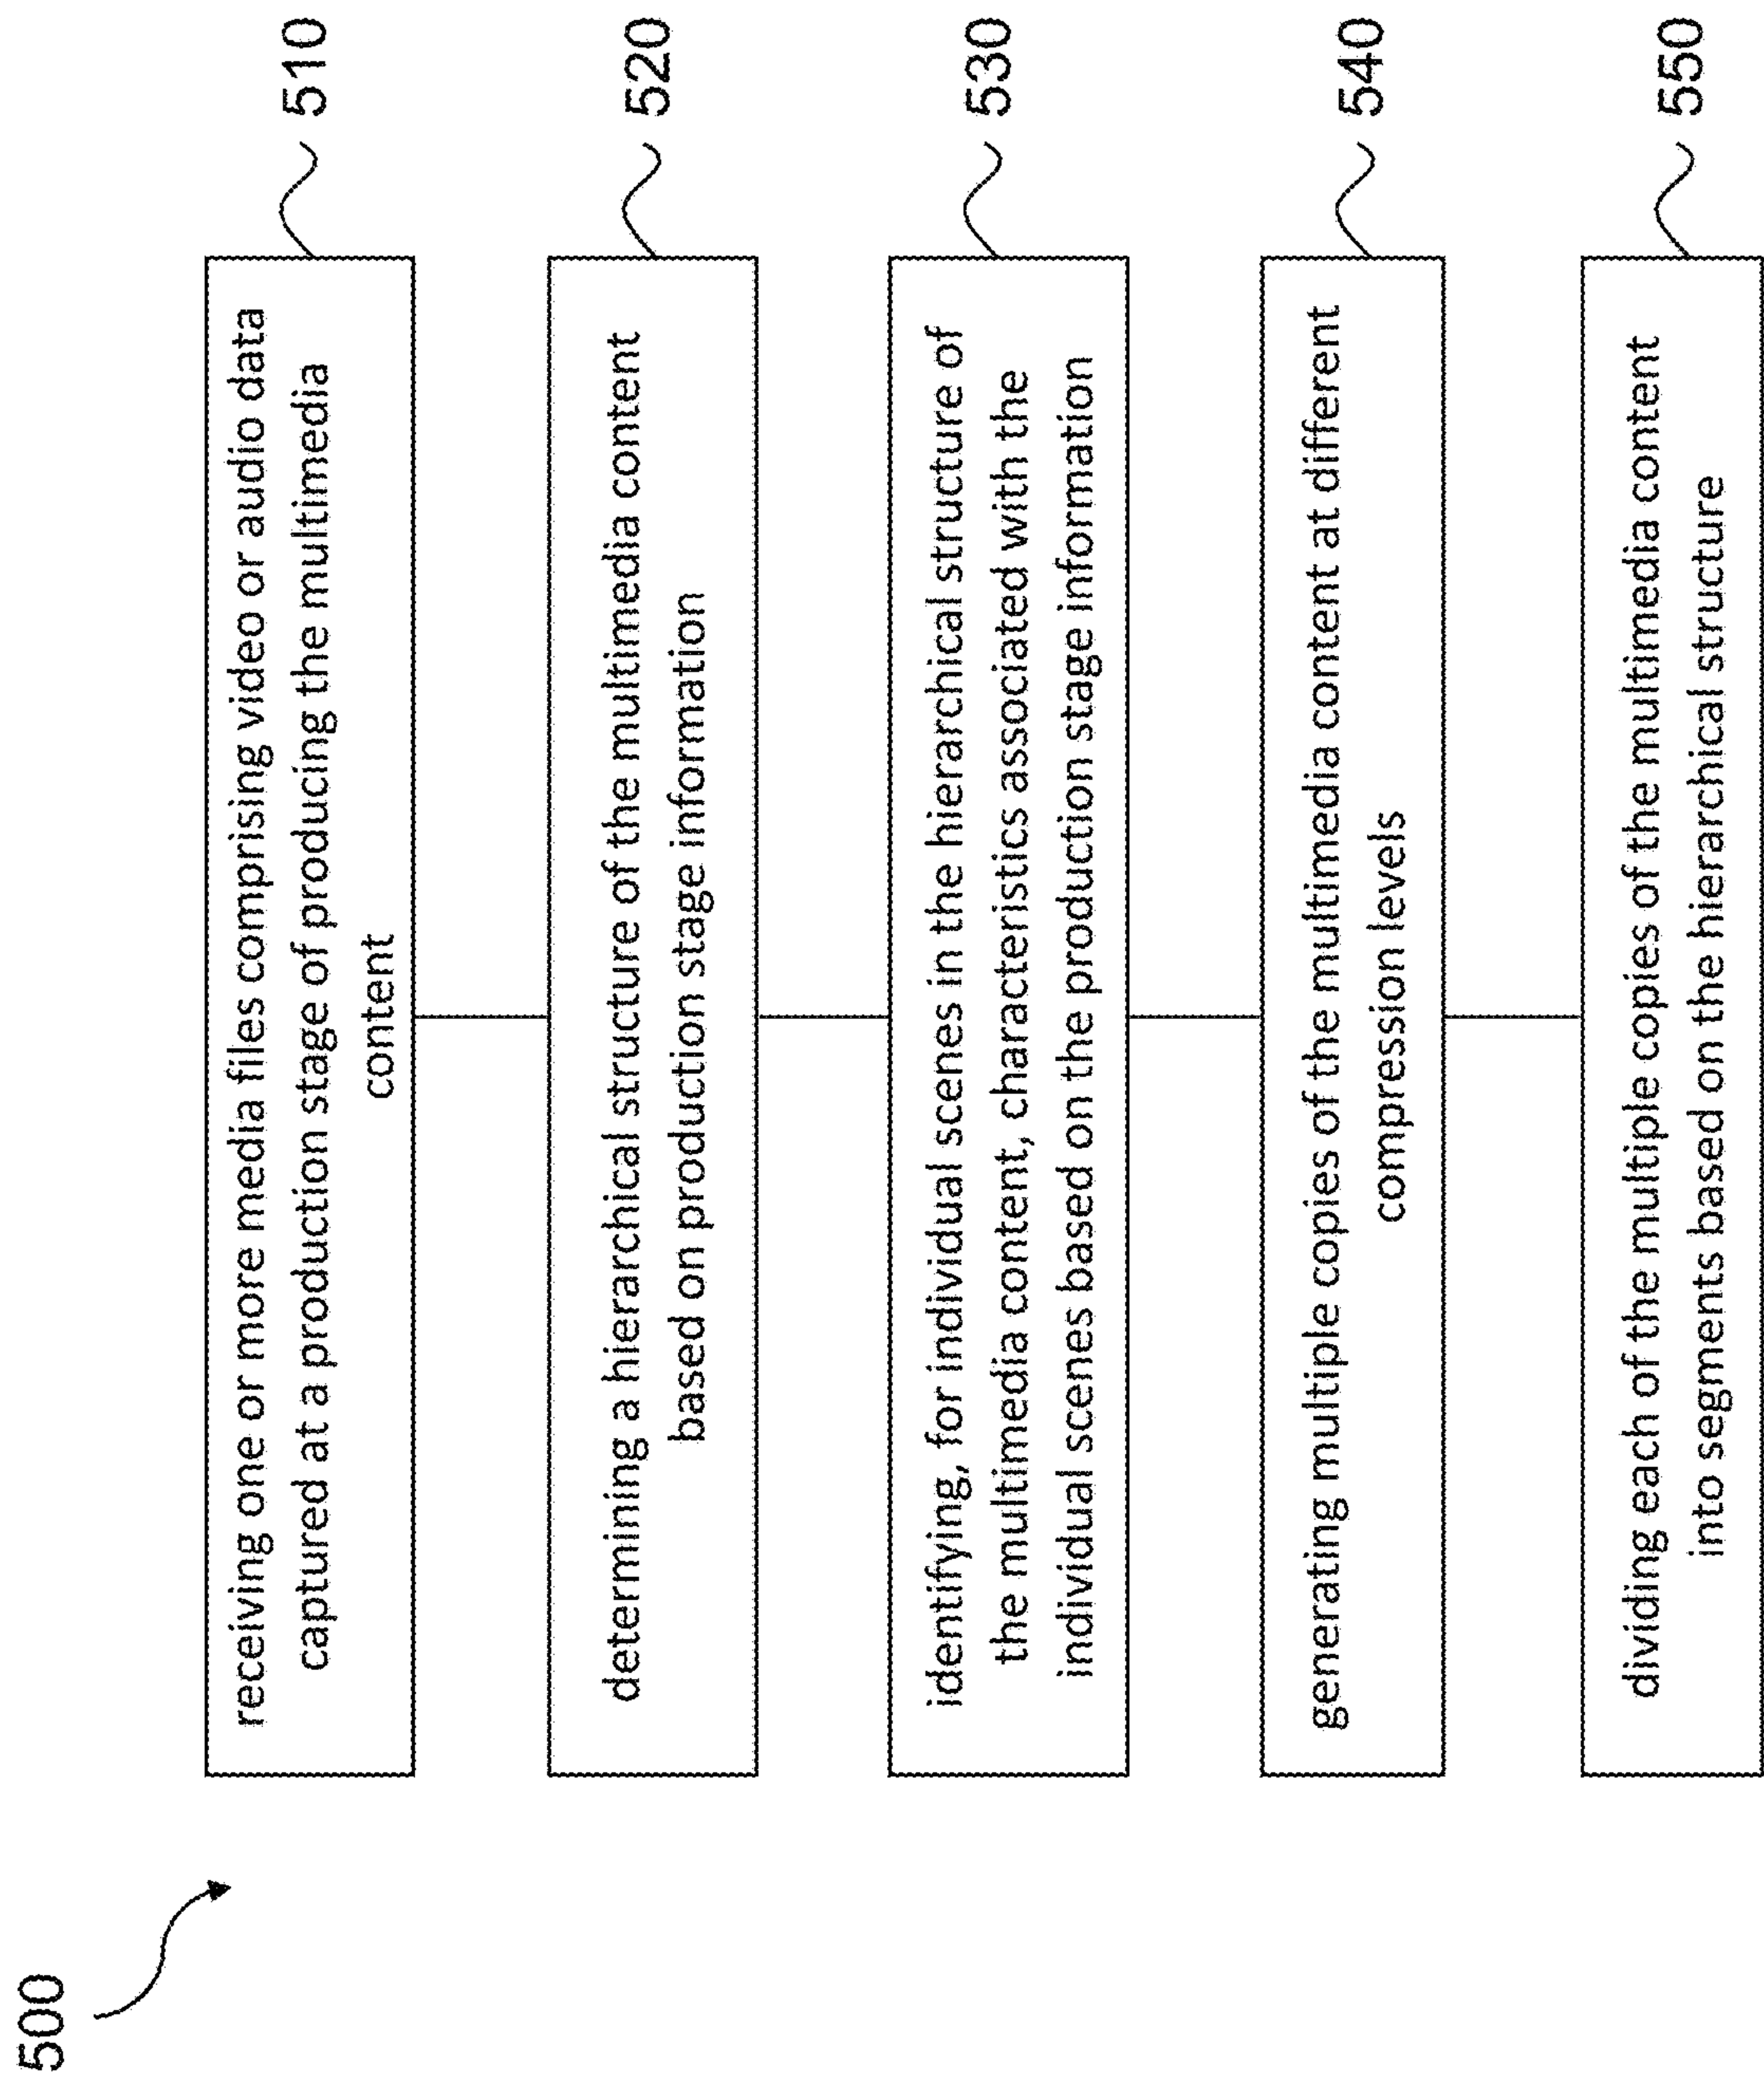 500
receiving one or more media files comprising video or audio data
captured at a production stage of producing the multimedia
content
510
determining a hierarchical structure of the multimedia content
based on production stage information
520
identifying, for individual scenes in the hierarchical structure of
the multimedia content, characteristics associated with the
individual scenes based on the production stage information
530
generating multiple copies of the multimedia content at different
compression levels
540
dividing each of the multiple copies of the multimedia content
into segments based on the hierarchical structure
550